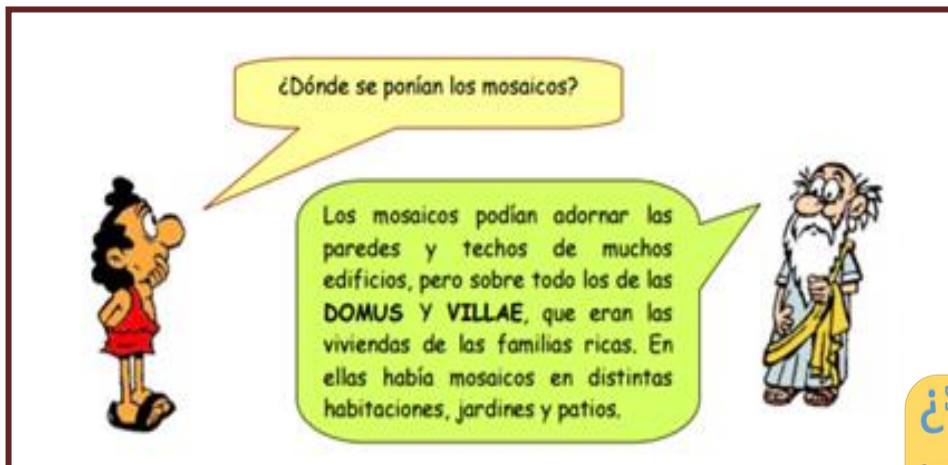 ¿Dónde se ponían los mosaicos?
Los mosaicos podían adornar las
paredes y techos de muchos
edificios, pero sobre todo los de las
DOMUS Y VILLAE, que eran las
viviendas de las familias ricas. En
ellas había mosaicos en distintas
habitaciones, jardines y patios.